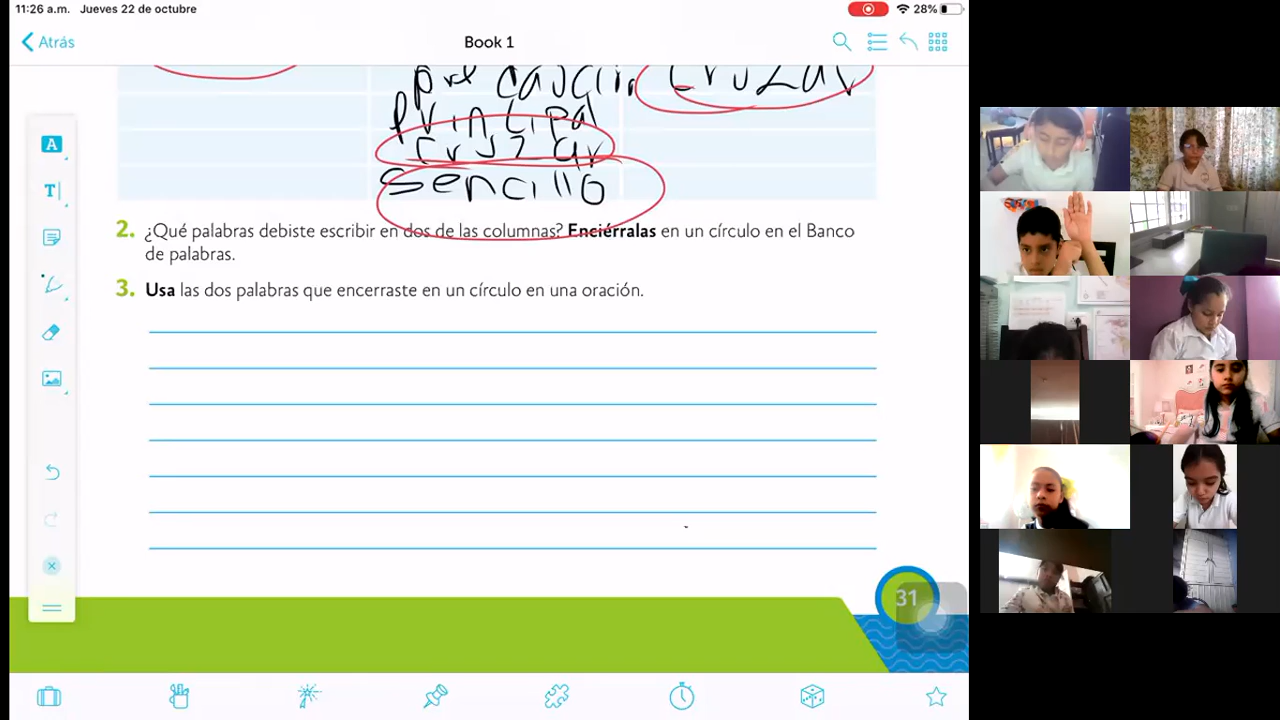 11:26 a.m. Jueves 22 de octubre
28%
Atrás
Book 1
cruzar
principal
cruzar
sencillo
2. ¿Qué palabras debiste escribir en dos de las columnas? Enciérralas en un círculo en el Banco
de palabras.
3. Usa las dos palabras que encerraste en un círculo en una oración.
A
T
31